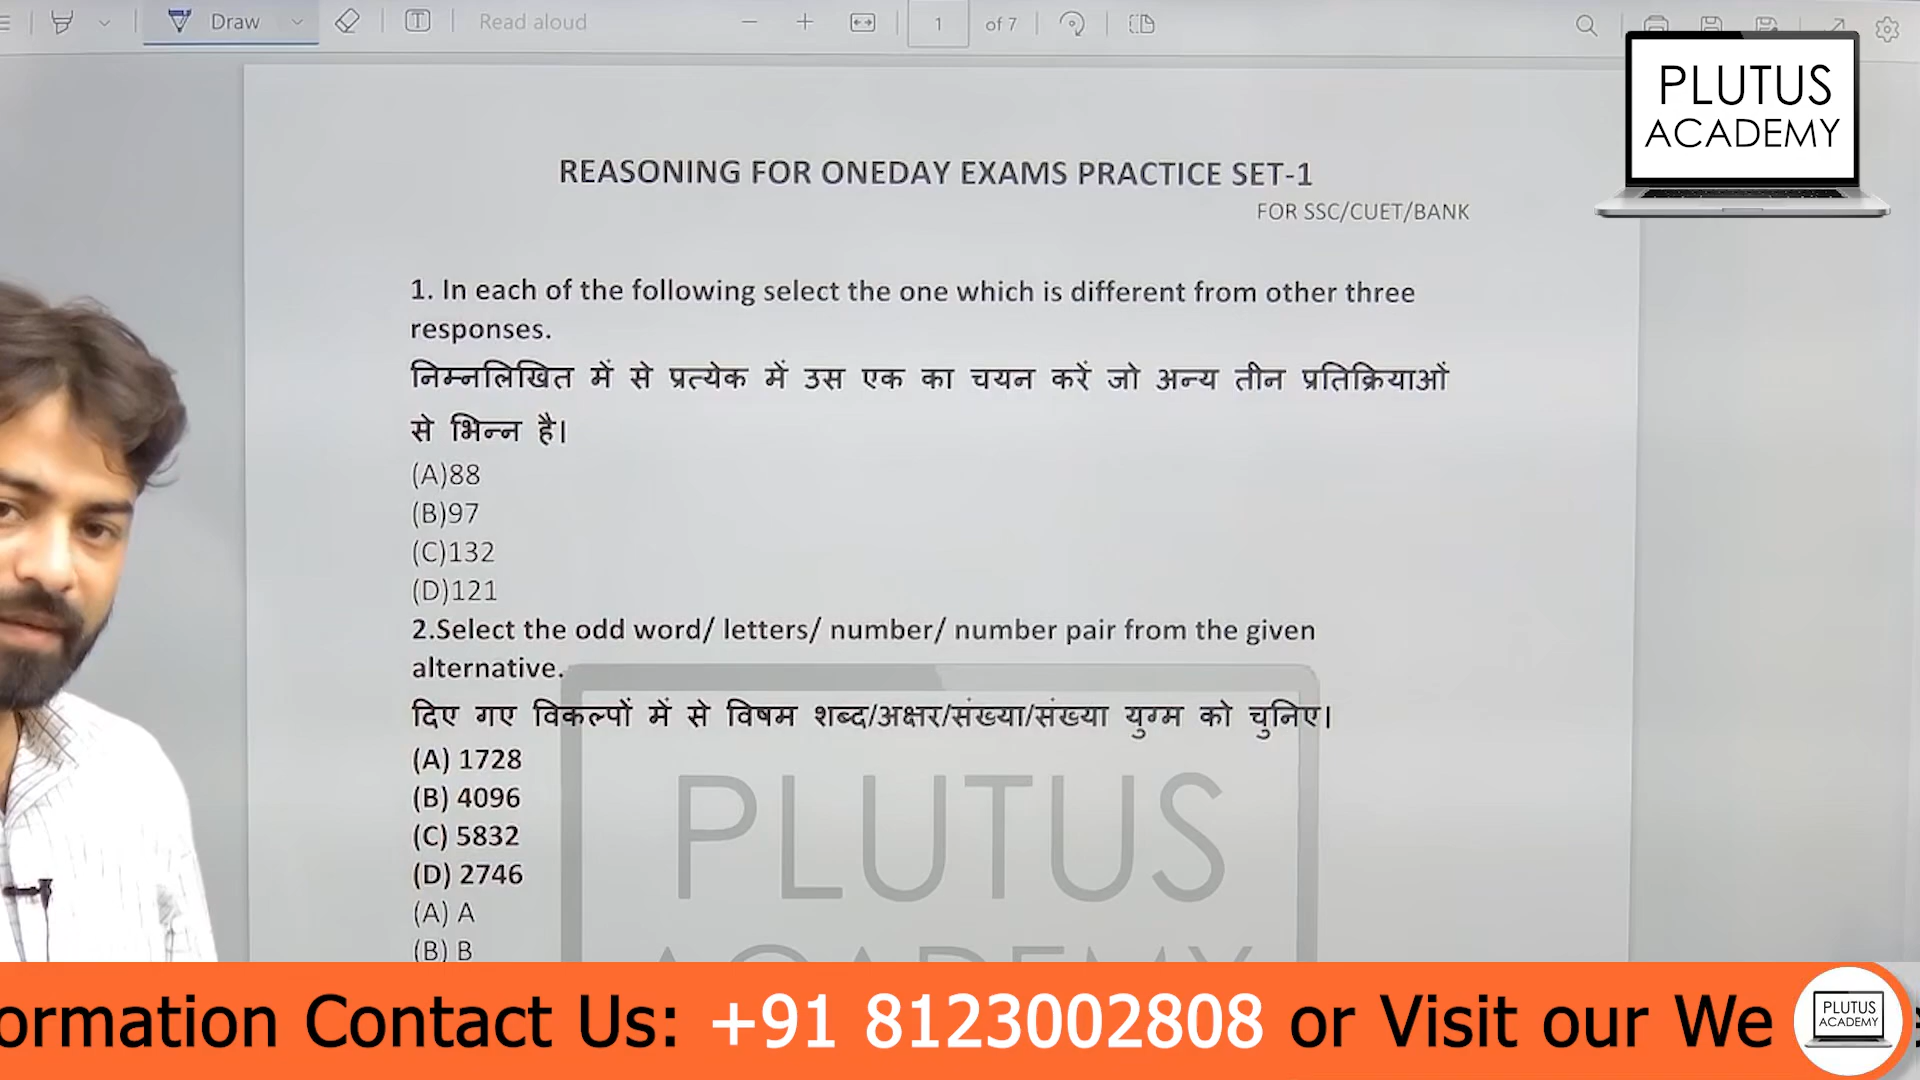 Draw
Read aloud
1 of 7
PLUTUS
ACADEMY
REASONING FOR ONEDAY EXAMS PRACTICE SET-1
FOR SSC/CUET/BANK
1. In each of the following select the one which is different from other three
responses.
निम्नलिखित में से प्रत्येक में उस एक का चयन करें जो अन्य तीन प्रतिक्रियाओं
से भिन्न है।
(A)88
(B)97
(C)132
(D)121
2.Select the odd word/ letters/ number/ number pair from the given
alternative.
दिए गए विकल्पों में से विषम शब्द/अक्षर/संख्या/संख्या युग्म को चुनिए।
(A) 1728
(B) 4096
(C) 5832
(D) 2746
(A) A
(B) B
PLUTUS
ACADEMY
ormation Contact Us: +91 8123002808 or Visit our We
PLUTUS
ACADEMY